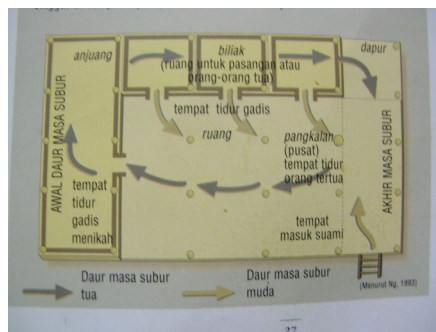 anjuang
biliak
(ruang untuk pasangan atau
orang-orang tua)
dapur
tempat tidur gadis
ruang
pangkalan
(pusat)
tempat tidur
orang tertua
AWAL DAUR MASA SUBUR
tempat
tidur
gadis
menikah
AKHIR MASA SUBUR
tempat
masuk suami
Daur masa subur
tua
Daur masa subur
muda
(Menurut Ng, 1993)